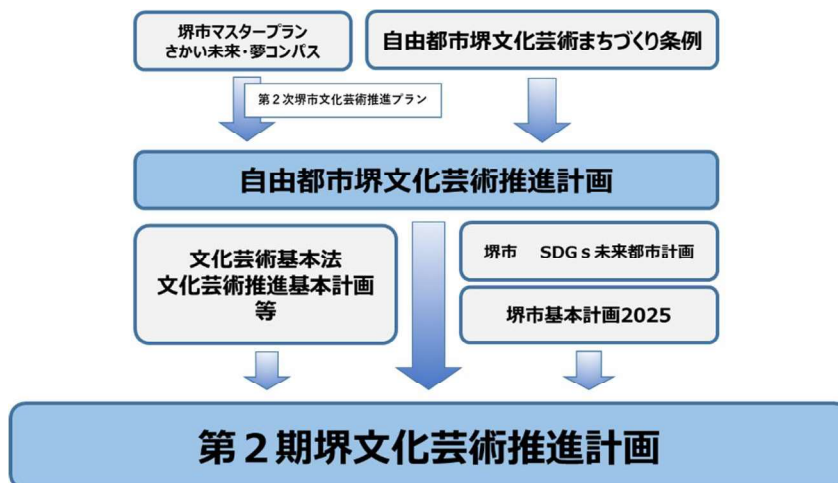 堺市マスタープラン
さかい未来・夢コンパス
自由都市堺文化芸術まちづくり条例
第２次堺市文化芸術推進プラン
自由都市堺文化芸術推進計画
文化芸術基本法
文化芸術推進基本計画
等
堺市　SDGｓ未来都市計画
堺市基本計画2025
第２期堺文化芸術推進計画